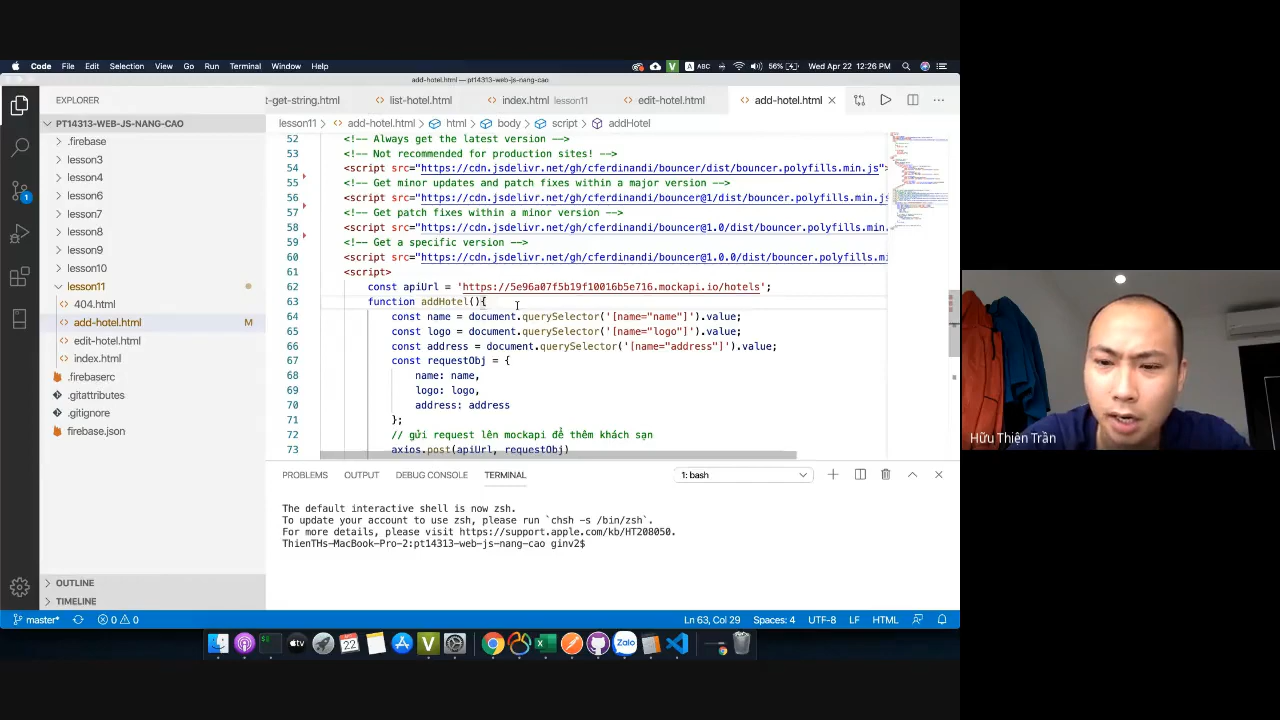 Code File Edit Selection View Go Run Terminal Window Help V A ABC 56% Wed Apr 22 12:26 PM
add-hotel.html — pt14313-web-js-nang-cao
EXPLORER
t-get-string.html list-hotel.html index.html lesson11 edit-hotel.html add-hotel.html
PT14313-WEB-JS-NANG-CAO
lesson11 > add-hotel.html > html > body > script > addHotel
.firebase
lesson3
lesson4
lesson6
lesson7
lesson8
lesson9
lesson10
lesson11
404.html
add-hotel.html M
edit-hotel.html
index.html
.firebaserc
.gitattributes
.gitignore
firebase.json
OUTLINE
TIMELINE
52 <!-- Always get the latest version -->
53 <!-- Not recommended for production sites! -->
54 <script src="https://cdn.jsdelivr.net/gh/cferdinandi/bouncer/dist/bouncer.polyfills.min.js">
55 <!-- Get minor updates and patch fixes within a major version -->
56 <script src="https://cdn.jsdelivr.net/gh/cferdinandi/bouncer@1/dist/bouncer.polyfills.min.js
57 <!-- Get patch fixes within a minor version -->
58 <script src="https://cdn.jsdelivr.net/gh/cferdinandi/bouncer@1.0/dist/bouncer.polyfills.min.
59 <!-- Get a specific version -->
60 <script src="https://cdn.jsdelivr.net/gh/cferdinandi/bouncer@1.0.0/dist/bouncer.polyfills.mi
61 <script>
62 const apiUrl = 'https://5e96a07f5b19f10016b5e716.mockapi.io/hotels';
63 function addHotel(){
64 const name = document.querySelector('[name="name"]').value;
65 const logo = document.querySelector('[name="logo"]').value;
66 const address = document.querySelector('[name="address"]').value;
67 const requestObj = {
68 name: name,
69 logo: logo,
70 address: address
71 };
72 // gửi request lên mockapi để thêm khách sạn
73 axios.post(apiUrl, requestObj)
PROBLEMS OUTPUT DEBUG CONSOLE TERMINAL 1: bash
The default interactive shell is now zsh.
To update your account to use zsh, please run `chsh -s /bin/zsh`.
For more details, please visit https://support.apple.com/kb/HT208050.
ThienTHs-MacBook-Pro-2:pt14313-web-js-nang-cao ginv2$
master* 0 0 Ln 63, Col 29 Spaces: 4 UTF-8 LF HTML
22 tv V Zalo
1
Hữu Thiện Trần